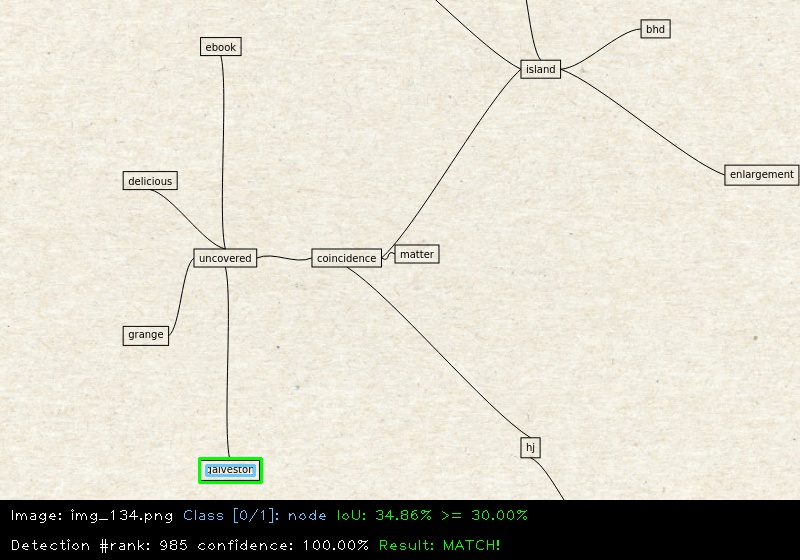 bhd
ebook
island
enlargement
delicious
matter
uncovered
coincidence
grange
hj
galveston
Image: img_134.png Class [0/1]: node IoU: 34.86% >= 30.00%
Detection #rank: 985 confidence: 100.00% Result: MATCH!